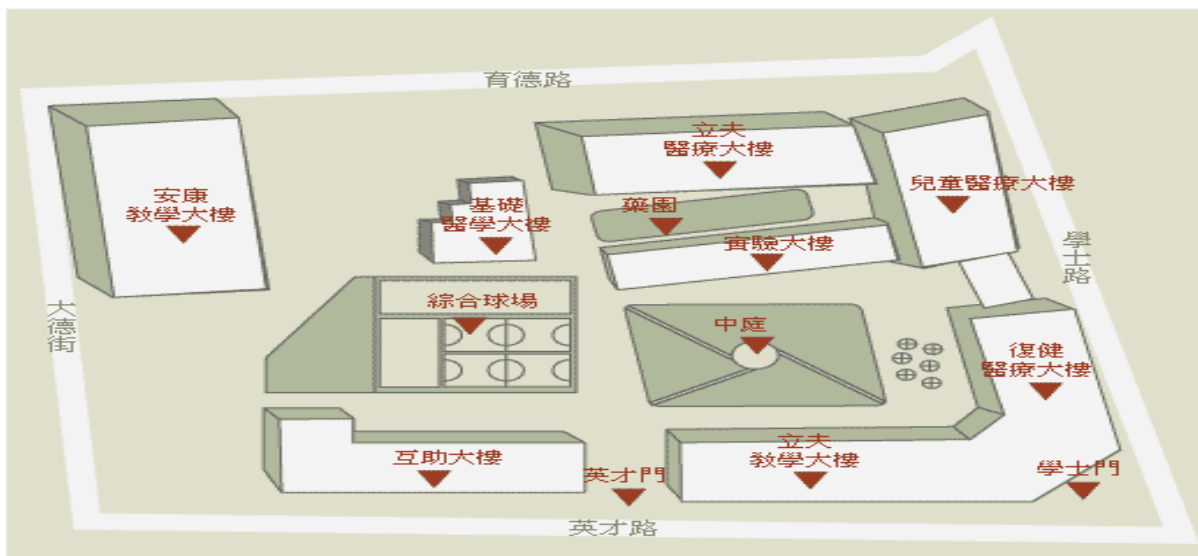 育德路
立夫
醫療大樓
安康
教學大樓
基礎
醫學大樓
藥園
兒童醫療大樓
實驗大樓
學士路
大德街
綜合球場
中庭
復健
醫療大樓
互助大樓
英才門
立夫
教學大樓
學士門
英才路